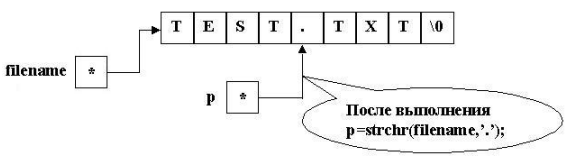 T E S T . T X T \0
filename *
p *
После выполнения
p=strchr(filename,’.’);